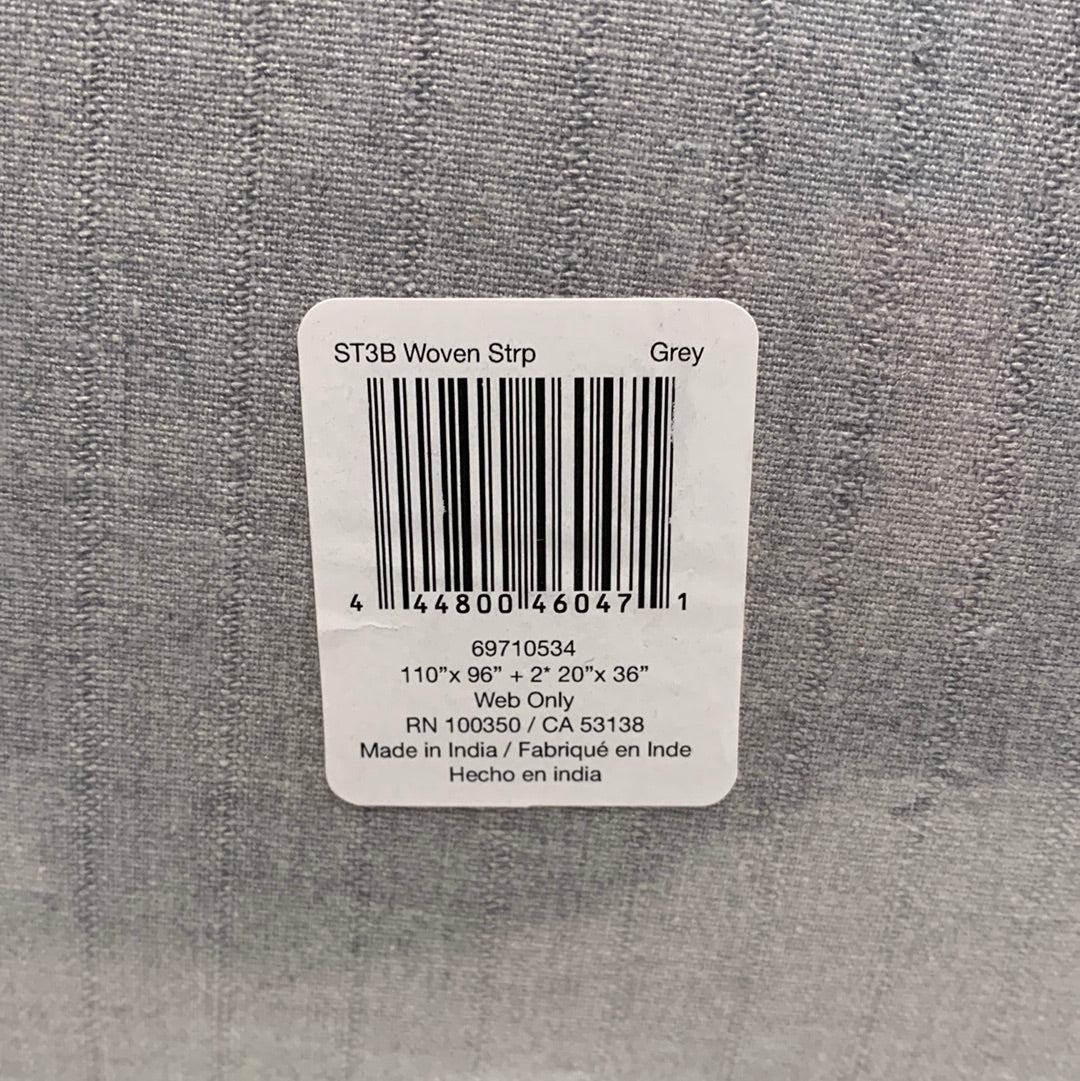 ST3B Woven Strp Grey
4 44800 46047 1
69710534
110”x 96” + 2* 20”x 36”
Web Only
RN 100350 / CA 53138
Made in India / Fabriqué en Inde
Hecho en india